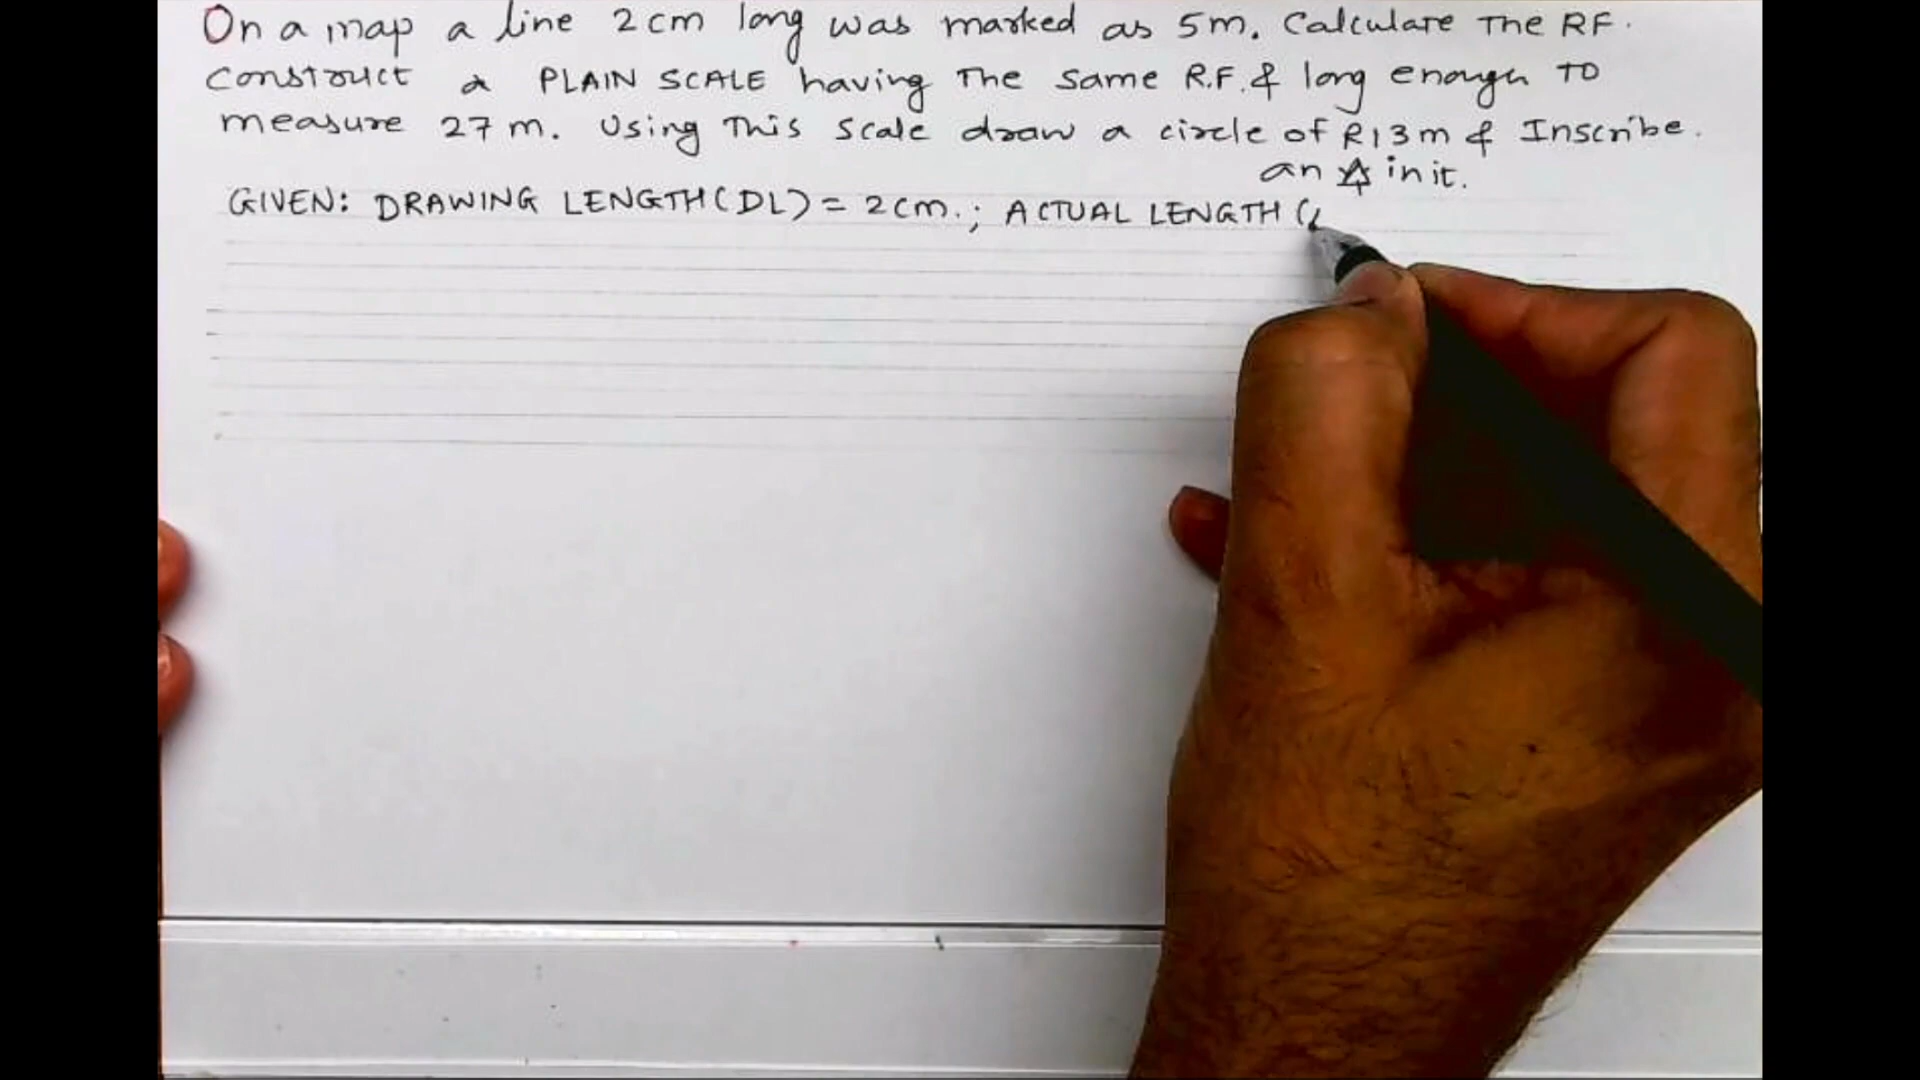 On a map a line 2cm long was marked as 5m. Calculate The RF.
Construct a PLAIN SCALE having The same R.F. & long enough TO
measure 27 m. Using This scale draw a circle of R13m & Inscribe.
an in it.
GIVEN: DRAWING LENGTH (DL) = 2cm.; ACTUAL LENGTH (